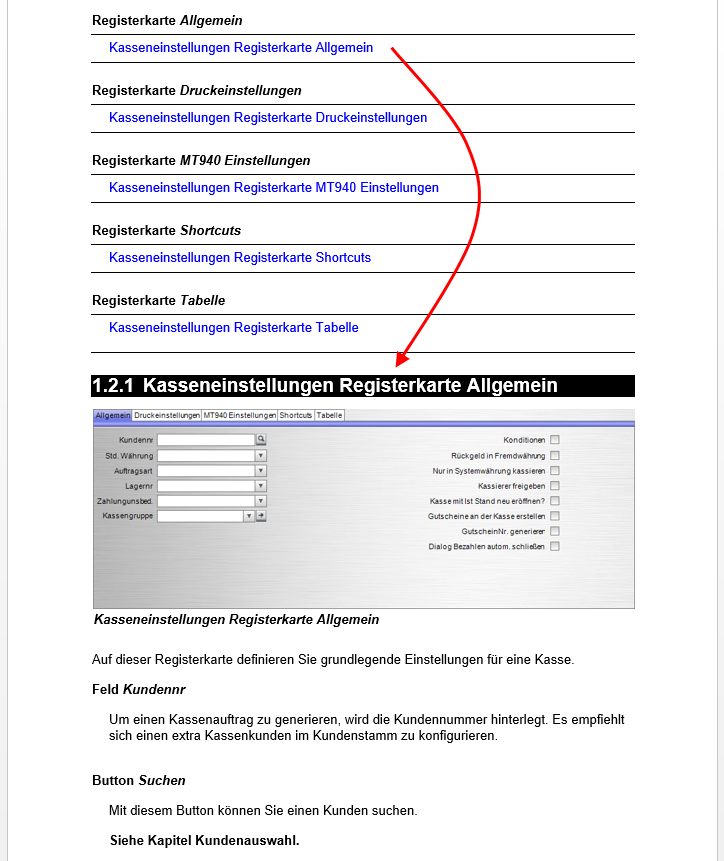 Registerkarte Allgemein
Kasseneinstellungen Registerkarte Allgemein
Registerkarte Druckeinstellungen
Kasseneinstellungen Registerkarte Druckeinstellungen
Registerkarte MT940 Einstellungen
Kasseneinstellungen Registerkarte MT940 Einstellungen
Registerkarte Shortcuts
Kasseneinstellungen Registerkarte Shortcuts
Registerkarte Tabelle
Kasseneinstellungen Registerkarte Tabelle
1.2.1 Kasseneinstellungen Registerkarte Allgemein
Allgemein Druckeinstellungen MT940 Einstellungen Shortcuts Tabelle
Kundennr
Std. Währung
Auftragsart
Lagernr
Zahlungunsbed.
Kassengruppe
Konditionen
Rückgeld in Fremdwährung
Nur in Systemwährung kassieren
Kassierer freigeben
Kasse mit Ist Stand neu eröffnen?
Gutscheine an der Kasse erstellen
GutscheinNr. generieren
Dialog Bezahlen autom. schließen
Kasseneinstellungen Registerkarte Allgemein
Auf dieser Registerkarte definieren Sie grundlegende Einstellungen für eine Kasse.
Feld Kundennr
Um einen Kassenauftrag zu generieren, wird die Kundennummer hinterlegt. Es empfiehlt
sich einen extra Kassenkunden im Kundenstamm zu konfigurieren.
Button Suchen
Mit diesem Button können Sie einen Kunden suchen.
Siehe Kapitel Kundenauswahl.